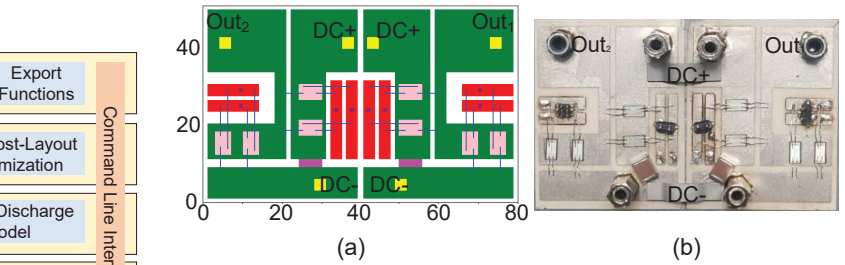 Export
Functions
ost-Layout
mization
Discharge
odel
Command Line Inter
Out₂
DC+
DC+
Out₁
40
20
0
DC-
DC-
0
20
40
60
80
(a)
Out₂
Out
DC+
DC-
(b)